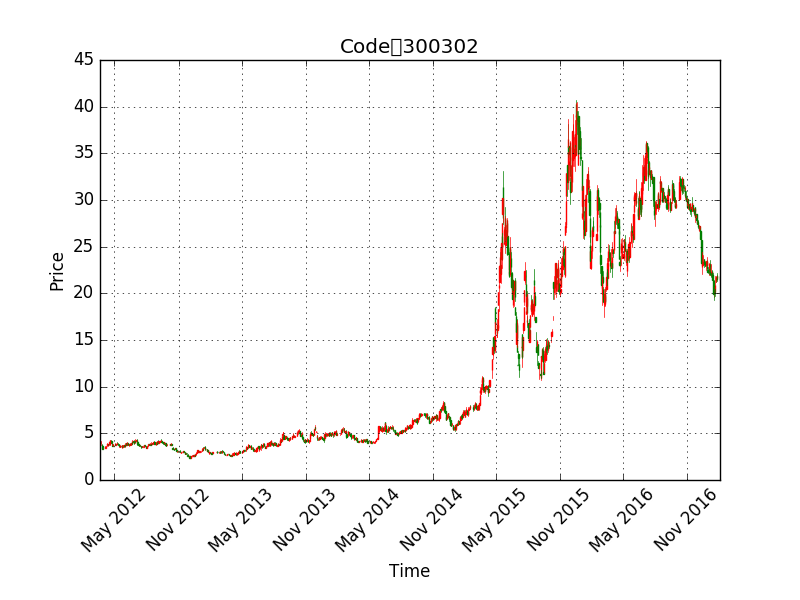 Code▯300302
45
40
35
30
25
20
15
10
5
0
Price
May 2012
Nov 2012
May 2013
Nov 2013
May 2014
Nov 2014
May 2015
Nov 2015
May 2016
Nov 2016
Time